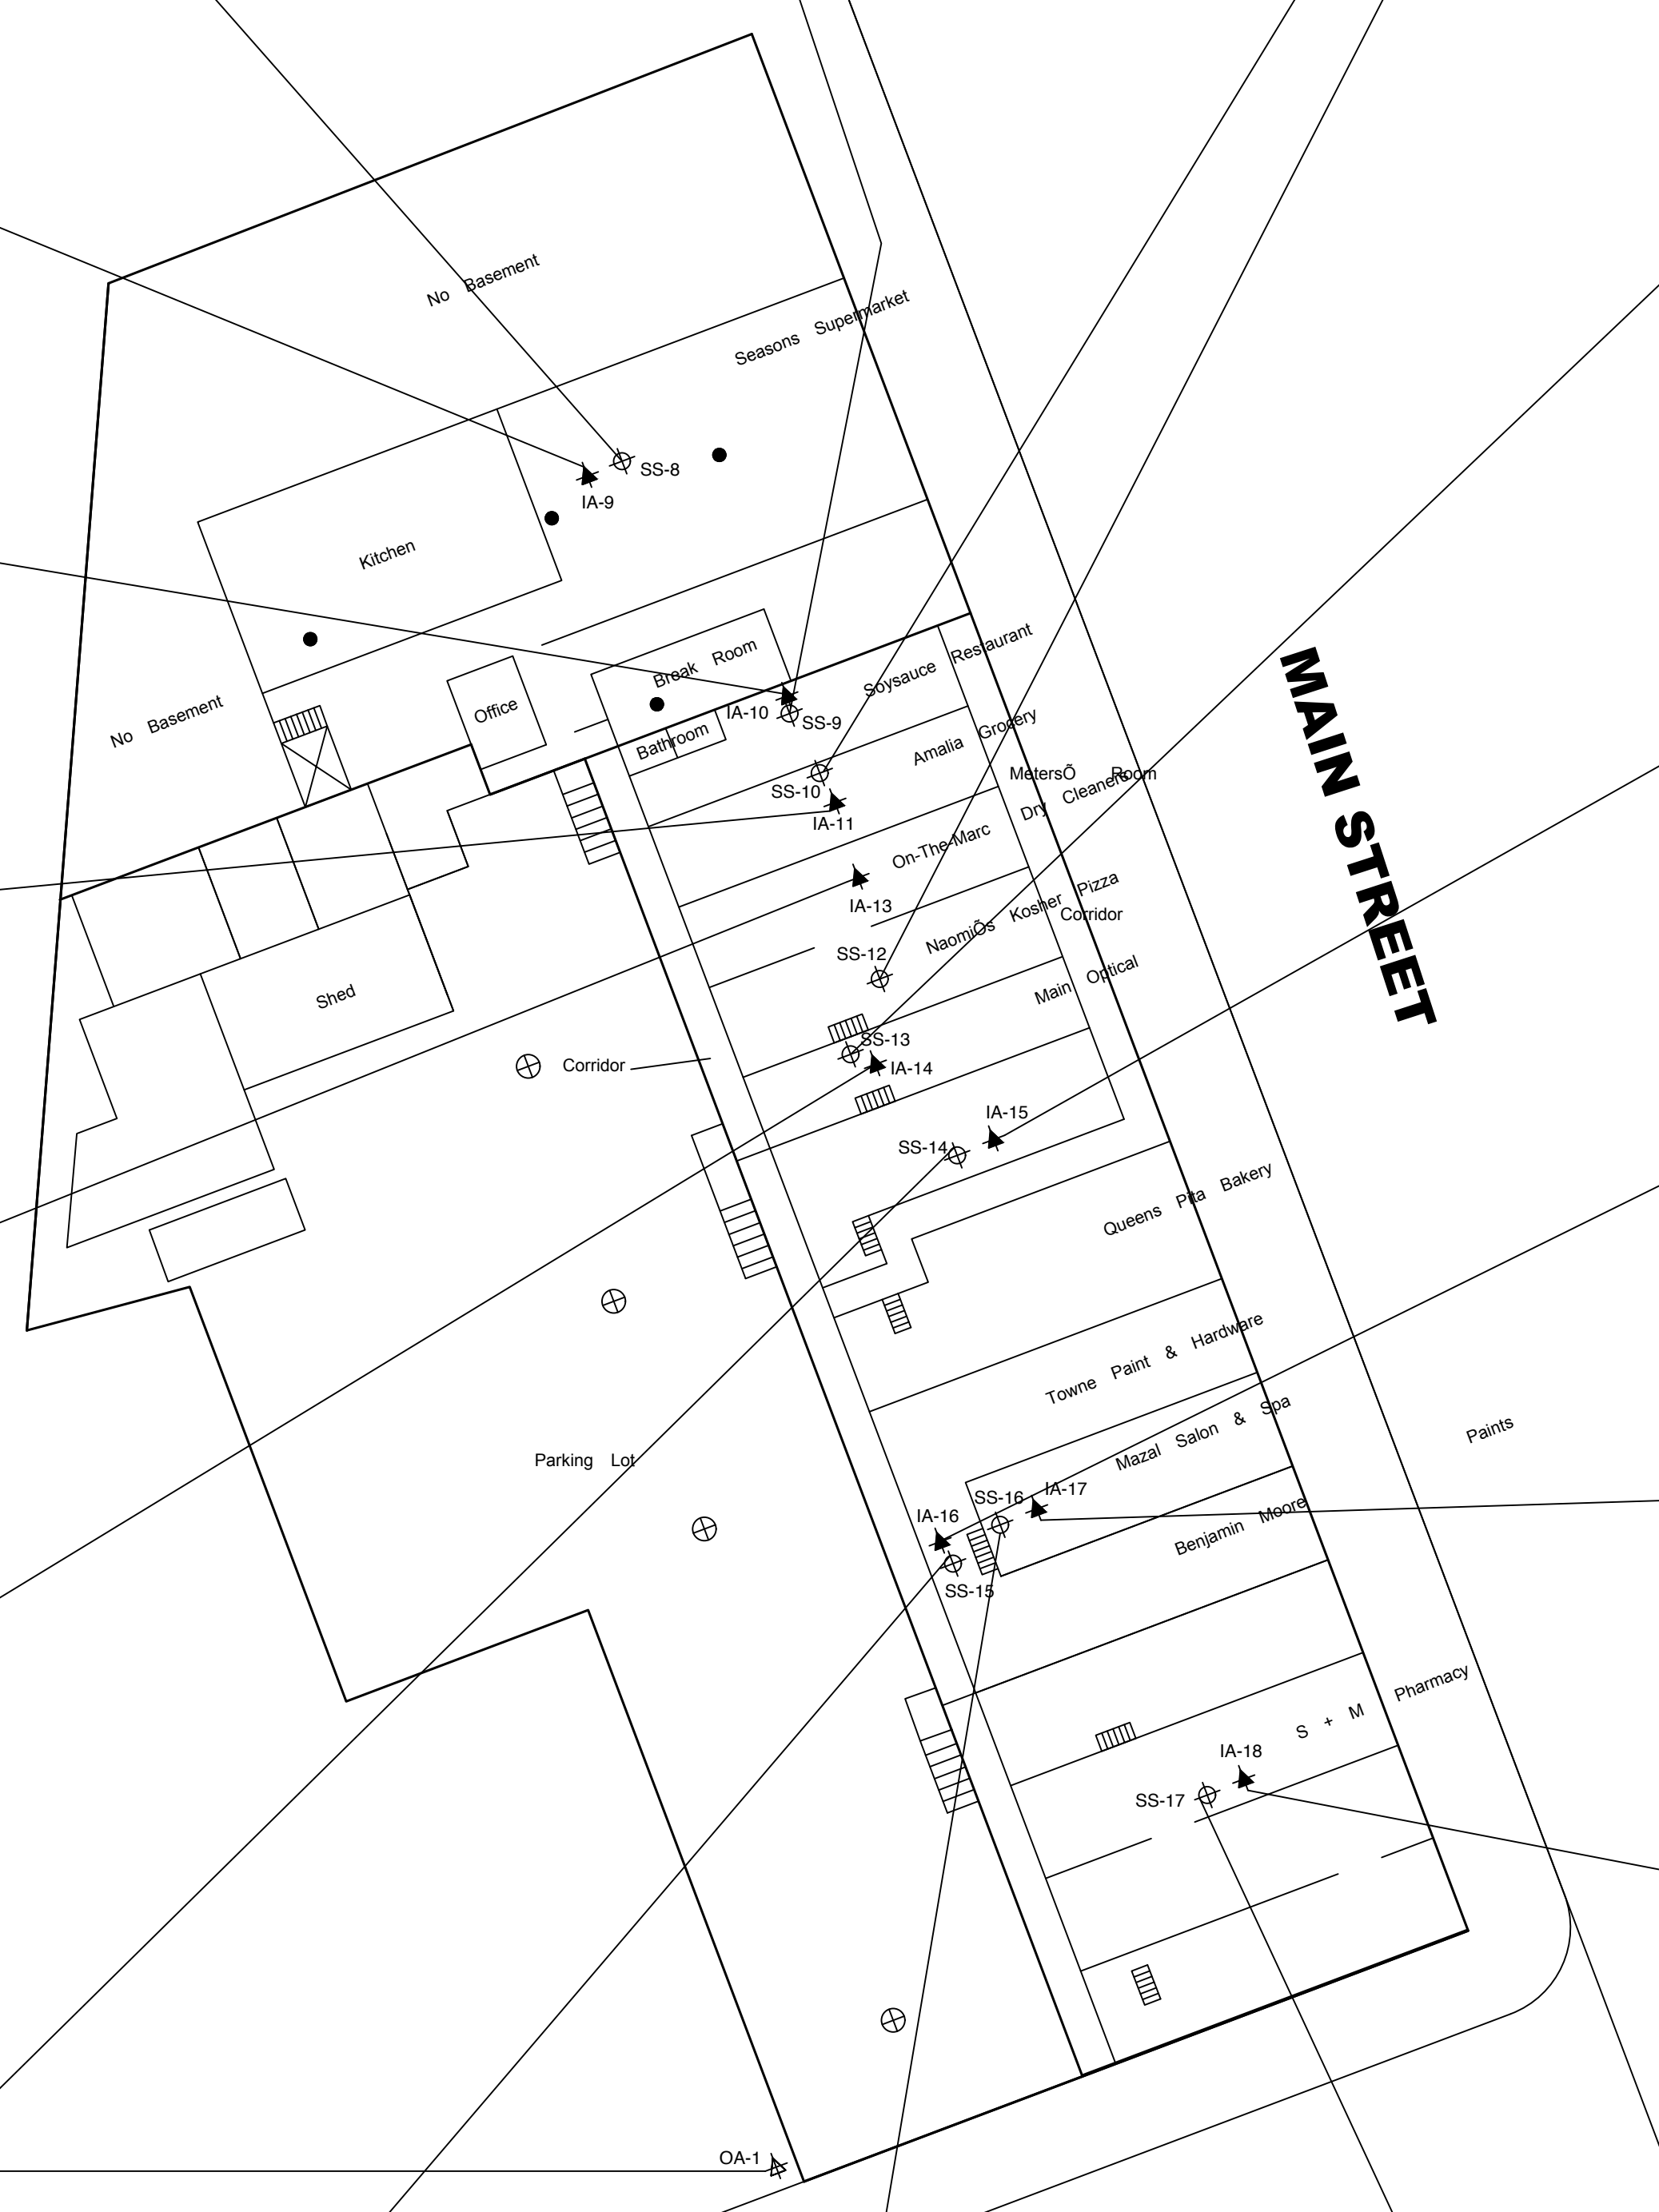 No Basement
Seasons Supermarket
SS-8
IA-9
Kitchen
No Basement
Office
Break Room
Bathroom
IA-10
SS-9
Soysauce Restaurant
Amalia Grocery
MetersÕ Room
SS-10
IA-11
On-The-Marc Dry Cleaners
IA-13
NaomiÕs Kosher Pizza
Corridor
SS-12
Main Optical
SS-13
IA-14
Shed
Corridor
IA-15
SS-14
MAIN STREET
Queens Pita Bakery
Towne Paint & Hardware
Mazal Salon & Spa
Paints
Parking Lot
IA-17
SS-16
IA-16
Benjamin Moore
SS-15
S + M Pharmacy
IA-18
SS-17
OA-1